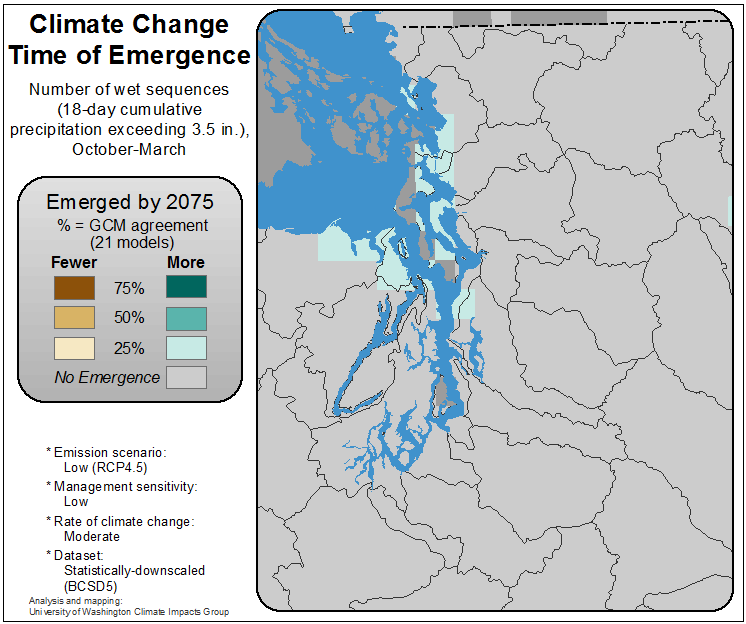 Climate Change
Time of Emergence
Number of wet sequences
(18-day cumulative
precipitation exceeding 3.5 in.),
October-March
Emerged by 2075
% = GCM agreement
(21 models)
Fewer More
75%
50%
25%
No Emergence
* Emission scenario:
Low (RCP4.5)
* Management sensitivity:
Low
* Rate of climate change:
Moderate
* Dataset:
Statistically-downscaled
(BCSD5)
Analysis and mapping:
University of Washington Climate Impacts Group